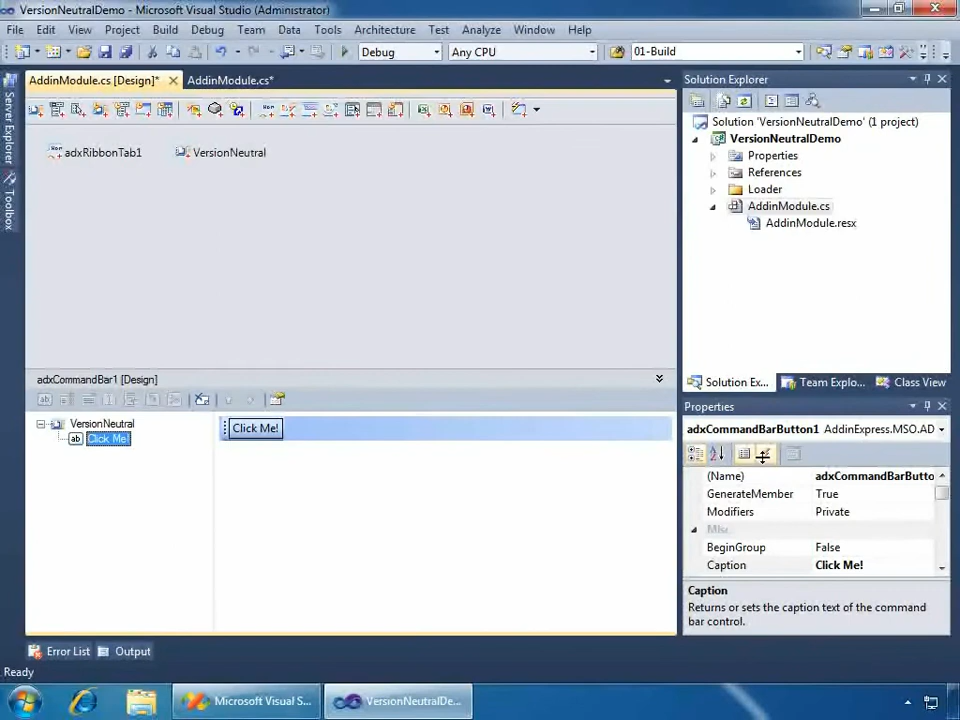 VersionNeutralDemo - Microsoft Visual Studio (Administrator)
File Edit View Project Build Debug Team Data Tools Architecture Test Analyze Window Help
Debug Any CPU 01-Build
AddinModule.cs [Design]* AddinModule.cs*
adxRibbonTab1 VersionNeutral
Server Explorer
Toolbox
adxCommandBar1 [Design]
VersionNeutral
ab Click Me!
Click Me!
Solution Explorer
Solution 'VersionNeutralDemo' (1 project)
VersionNeutralDemo
Properties
References
Loader
AddinModule.cs
AddinModule.resx
Solution Ex... Team Explo... Class View
Properties
adxCommandBarButton1 AddinExpress.MSO.AD
(Name) adxCommandBarButto
GenerateMember True
Modifiers Private
Misc
BeginGroup False
Caption Click Me!
Caption
Returns or sets the caption text of the command
bar control.
Error List Output
Ready
Microsoft Visual S... VersionNeutralDe...